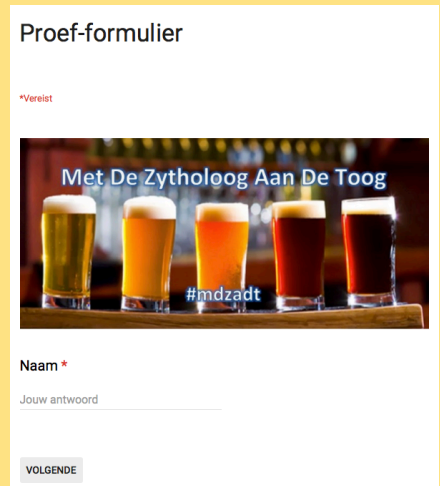 Proef-formulier
*Vereist
Met De Zytholoog Aan De Toog
#mdzadt
Naam *
Jouw antwoord
VOLGENDE